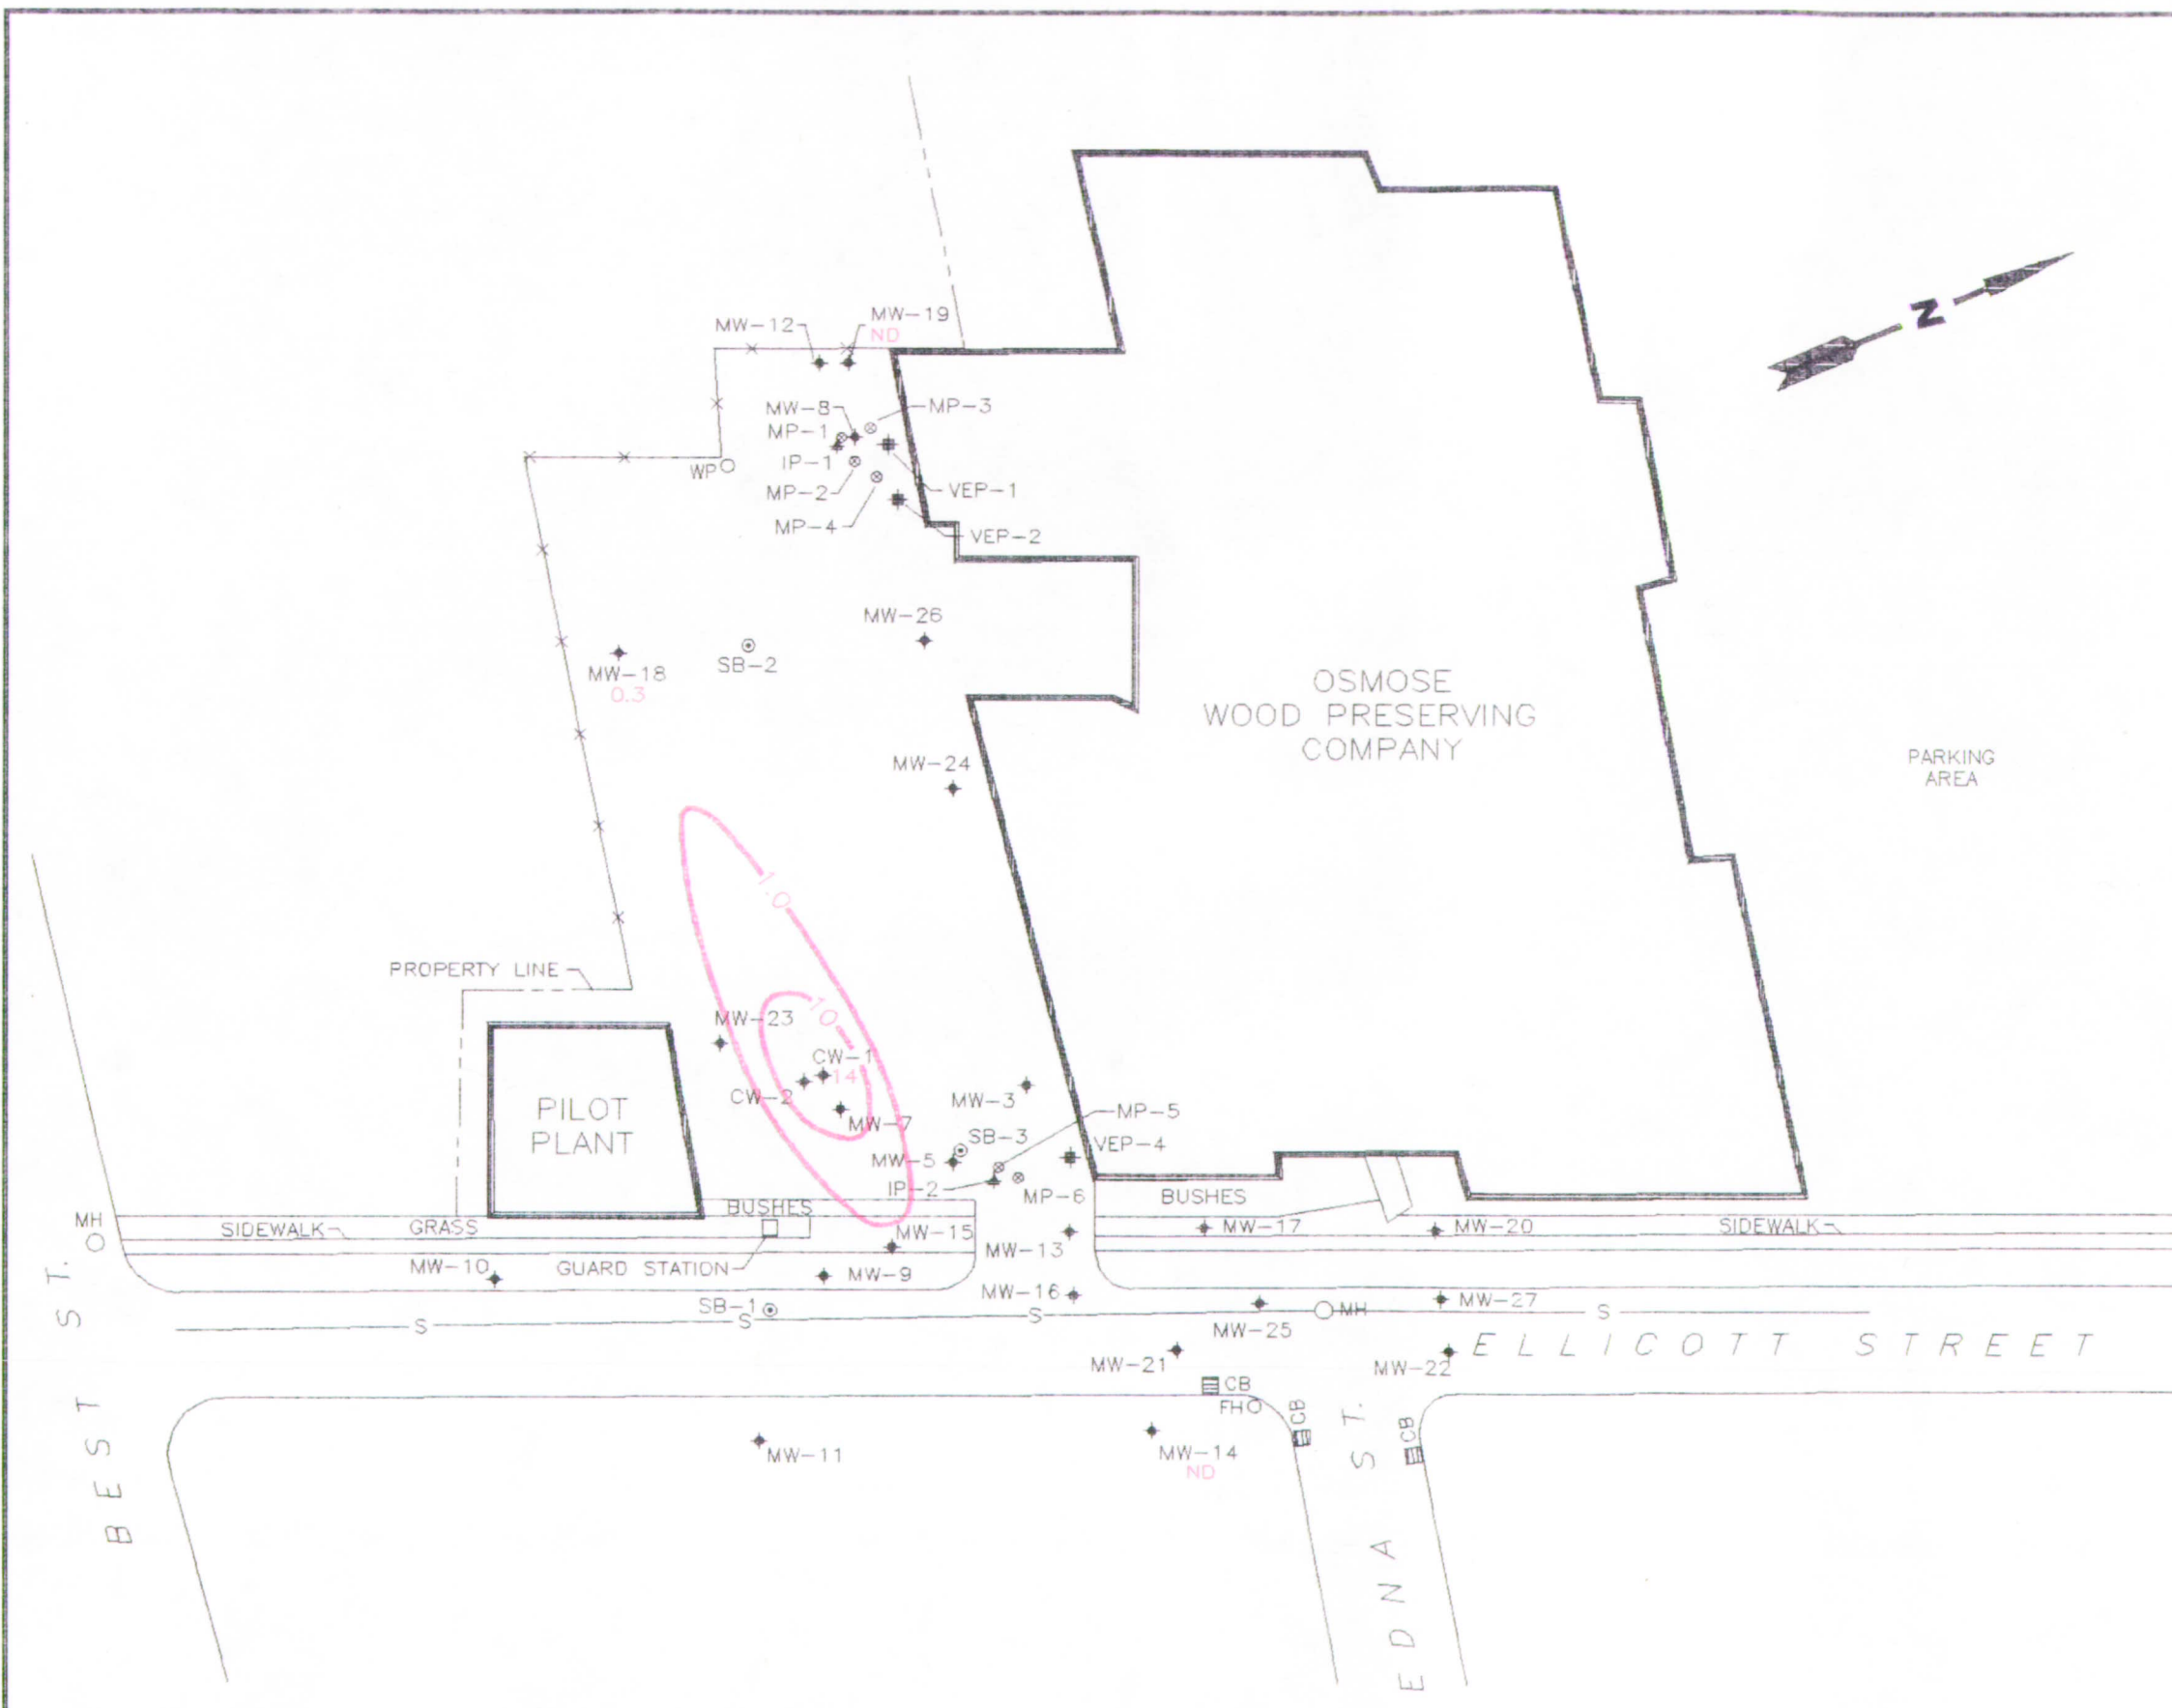 MW-19
MW-12
ND
N
MW-8
MP-3
MP-1
WP
IP-1
MP-2
VEP-1
MP-4
VEP-2
MW-26
SB-2
MW-18
0.3
OSMOSE
WOOD PRESERVING
COMPANY
PARKING
AREA
MW-24
1.0
PROPERTY LINE
10
MW-23
CW-1
14
CW-2
MW-3
MP-5
PILOT
PLANT
MW-7
SB-3
VEP-4
MW-5
IP-2
MP-6
BUSHES
BUSHES
MH
SIDEWALK
GRASS
MW-15
MW-13
MW-17
MW-20
SIDEWALK
MW-10
GUARD STATION
MW-9
MW-16
SB-1
MH
MW-27
S
S
S
S
MW-25
ELLICOTT STREET
MW-21
MW-22
CB
FH
CB
CB
MW-11
MW-14
ND
BEST ST.
EDNA ST.